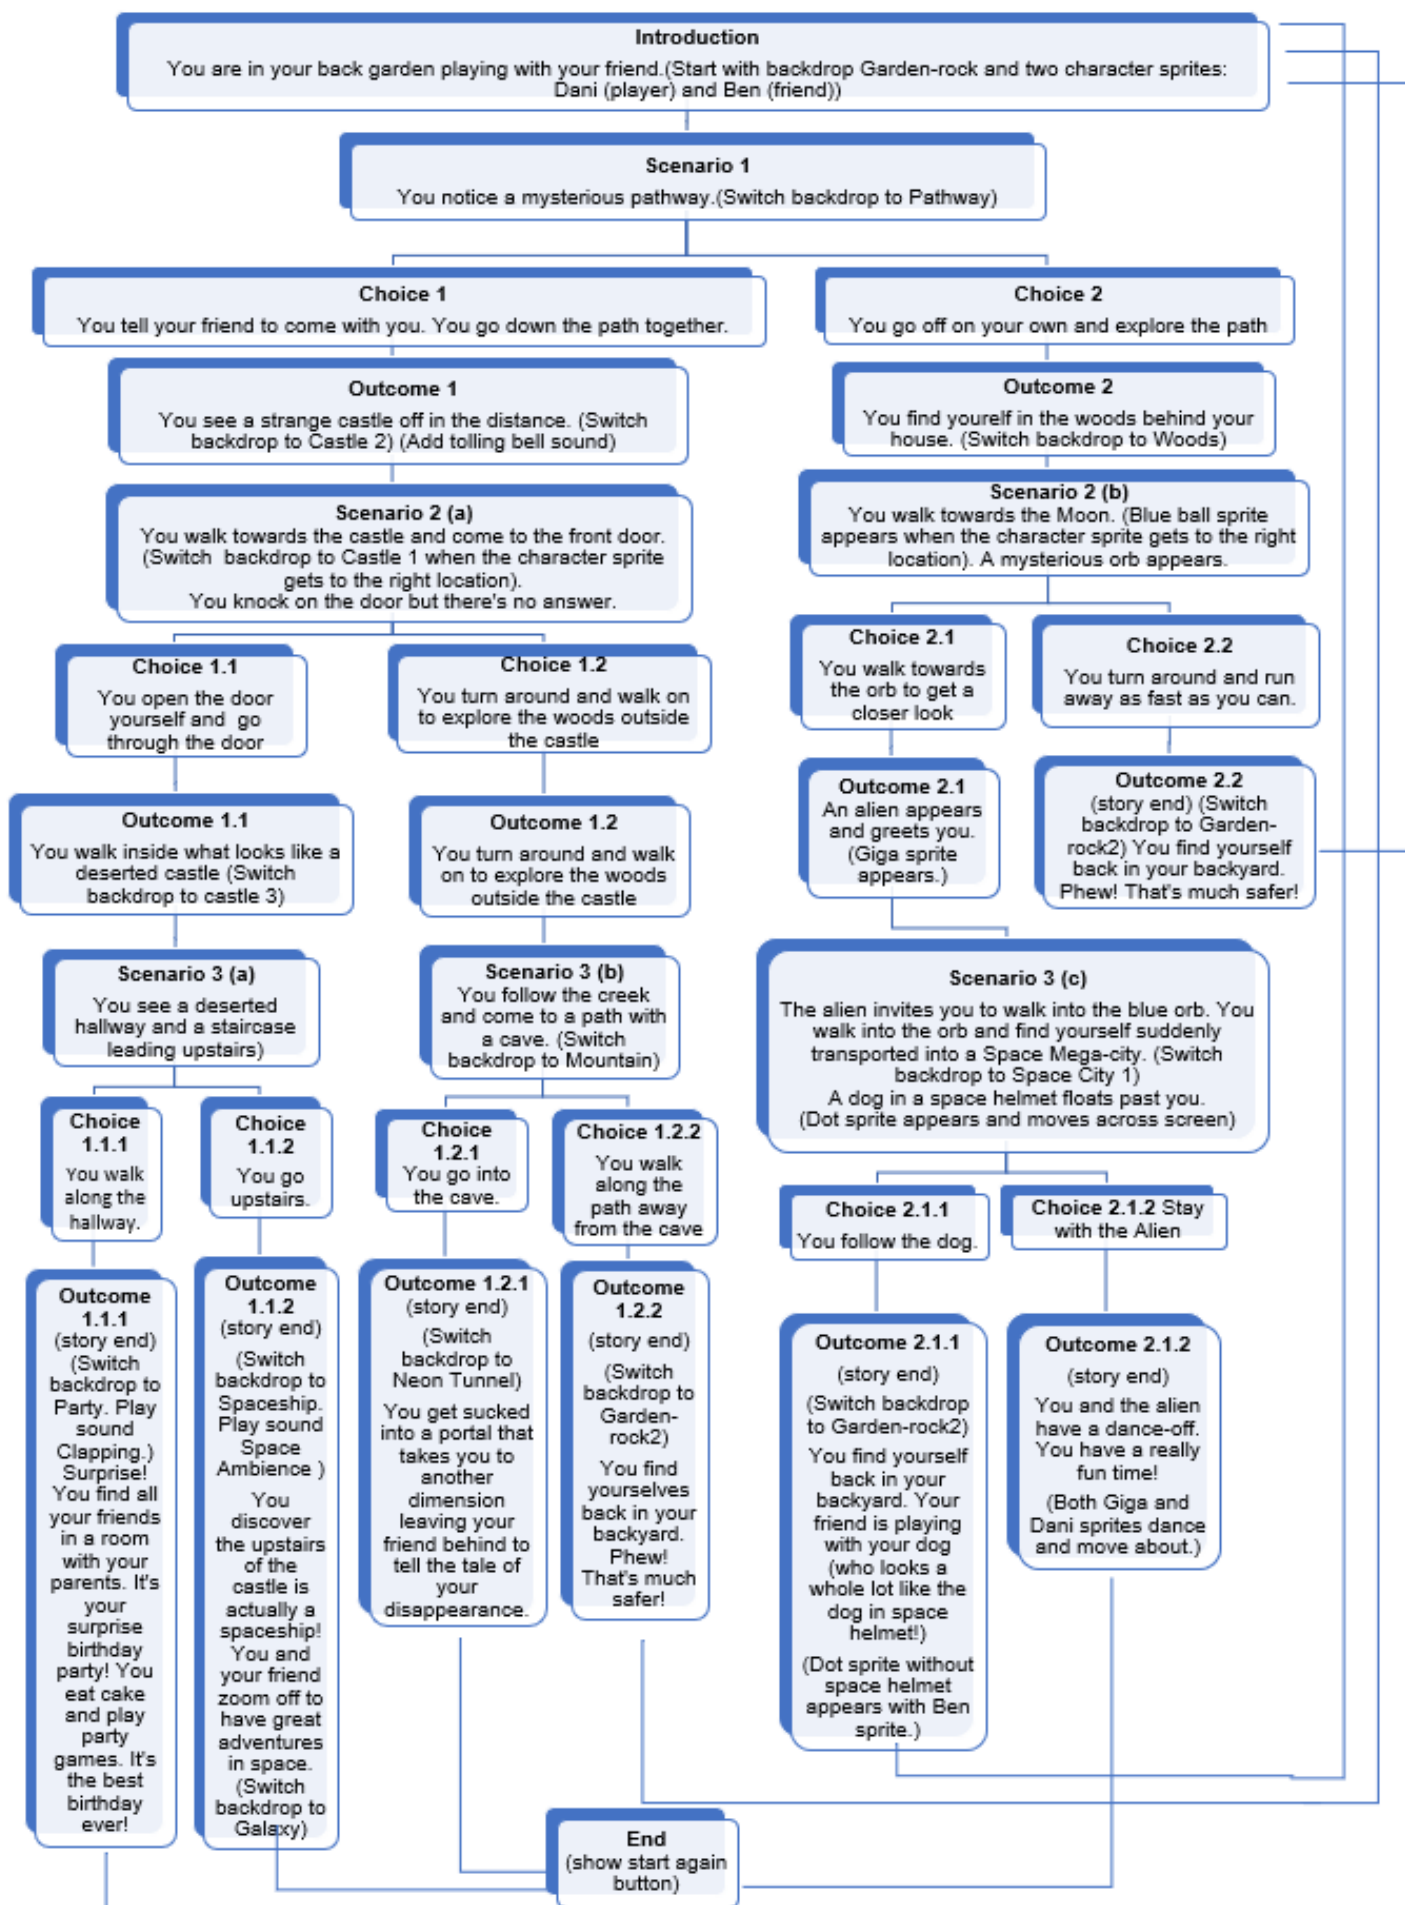 Introduction
You are in your back garden playing with your friend.(Start with backdrop Garden-rock and two character sprites:
Dani (player) and Ben (friend))
Scenario 1
You notice a mysterious pathway.(Switch backdrop to Pathway)
Choice 1
You tell your friend to come with you. You go down the path together.
Choice 2
You go off on your own and explore the path
Outcome 1
You see a strange castle off in the distance. (Switch
backdrop to Castle 2) (Add tolling bell sound)
Outcome 2
You find yourelf in the woods behind your
house. (Switch backdrop to Woods)
Scenario 2 (a)
You walk towards the castle and come to the front door.
(Switch  backdrop to Castle 1 when the character sprite
gets to the right location).
You knock on the door but there's no answer.
Scenario 2 (b)
You walk towards the Moon. (Blue ball sprite
appears when the character sprite gets to the right
location). A mysterious orb appears.
Choice 1.1
You open the door
yourself and  go
through the door
Choice 1.2
You turn around and walk on
to explore the woods outside
the castle
Choice 2.1
You walk towards
the orb to get a
closer look
Choice 2.2
You turn around and run
away as fast as you can.
Outcome 1.1
You walk inside what looks like a
deserted castle (Switch
backdrop to castle 3)
Outcome 1.2
You turn around and walk
on to explore the woods
outside the castle
Outcome 2.1
An alien appears
and greets you.
(Giga sprite
appears.)
Outcome 2.2
(story end) (Switch
backdrop to Garden-
rock2) You find yourself
back in your backyard.
Phew! That's much safer!
Scenario 3 (a)
You see a deserted
hallway and a staircase
leading upstairs)
Scenario 3 (b)
You follow the creek
and come to a path with
a cave. (Switch
backdrop to Mountain)
Scenario 3 (c)
The alien invites you to walk into the blue orb. You
walk into the orb and find yourself suddenly
transported into a Space Mega-city. (Switch
backdrop to Space City 1)
A dog in a space helmet floats past you.
(Dot sprite appears and moves across screen)
Choice
1.1.1
You walk
along the
hallway.
Choice
1.1.2
You go
upstairs.
Choice
1.2.1
You go into
the cave.
Choice 1.2.2
You walk
along the
path away
from the cave
Choice 2.1.1
You follow the dog.
Choice 2.1.2 Stay
with the Alien
Outcome
1.1.1
(story end)
(Switch
backdrop to
Party. Play
sound
Clapping.)
Surprise!
You find all
your friends
in a room
with your
parents. It's
your
surprise
birthday
party! You
eat cake
and play
party
games. It's
the best
birthday
ever!
Outcome
1.1.2
(story end)
(Switch
backdrop to
Spaceship.
Play sound
Space
Ambience )
You
discover
the upstairs
of the
castle is
actually a
spaceship!
You and
your friend
zoom off to
have great
adventures
in space.
(Switch
backdrop to
Galaxy)
Outcome 1.2.1
(story end)
(Switch
backdrop to
Neon Tunnel)
You get sucked
into a portal that
takes you to
another
dimension
leaving your
friend behind to
tell the tale of
your
disappearance.
Outcome
1.2.2
(story end)
(Switch
backdrop to
Garden-
rock2)
You find
yourselves
back in your
backyard.
Phew!
That's much
safer!
Outcome 2.1.1
(story end)
(Switch backdrop
to Garden-rock2)
You find yourself
back in your
backyard. Your
friend is playing
with your dog
(who looks a
whole lot like the
dog in space
helmet!)
(Dot sprite without
space helmet
appears with Ben
sprite.)
Outcome 2.1.2
(story end)
You and the alien
have a dance-off.
You have a really
fun time!
(Both Giga and
Dani sprites dance
and move about.)
End
(show start again
button)